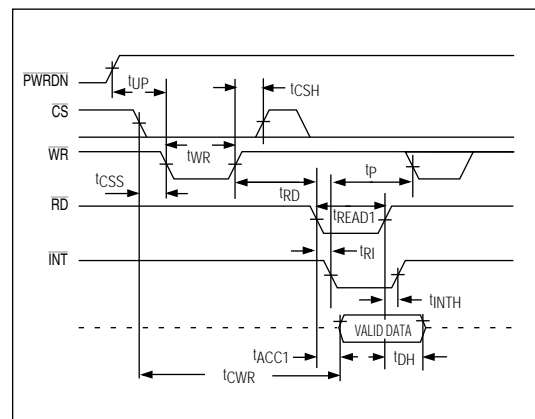 PWRDN
tUP
tCSH
CS
tWR
WR
tCSS
tRD
tP
RD
tREAD1
tRI
INT
tINTH
VALID DATA
tACC1
tDH
tCWR